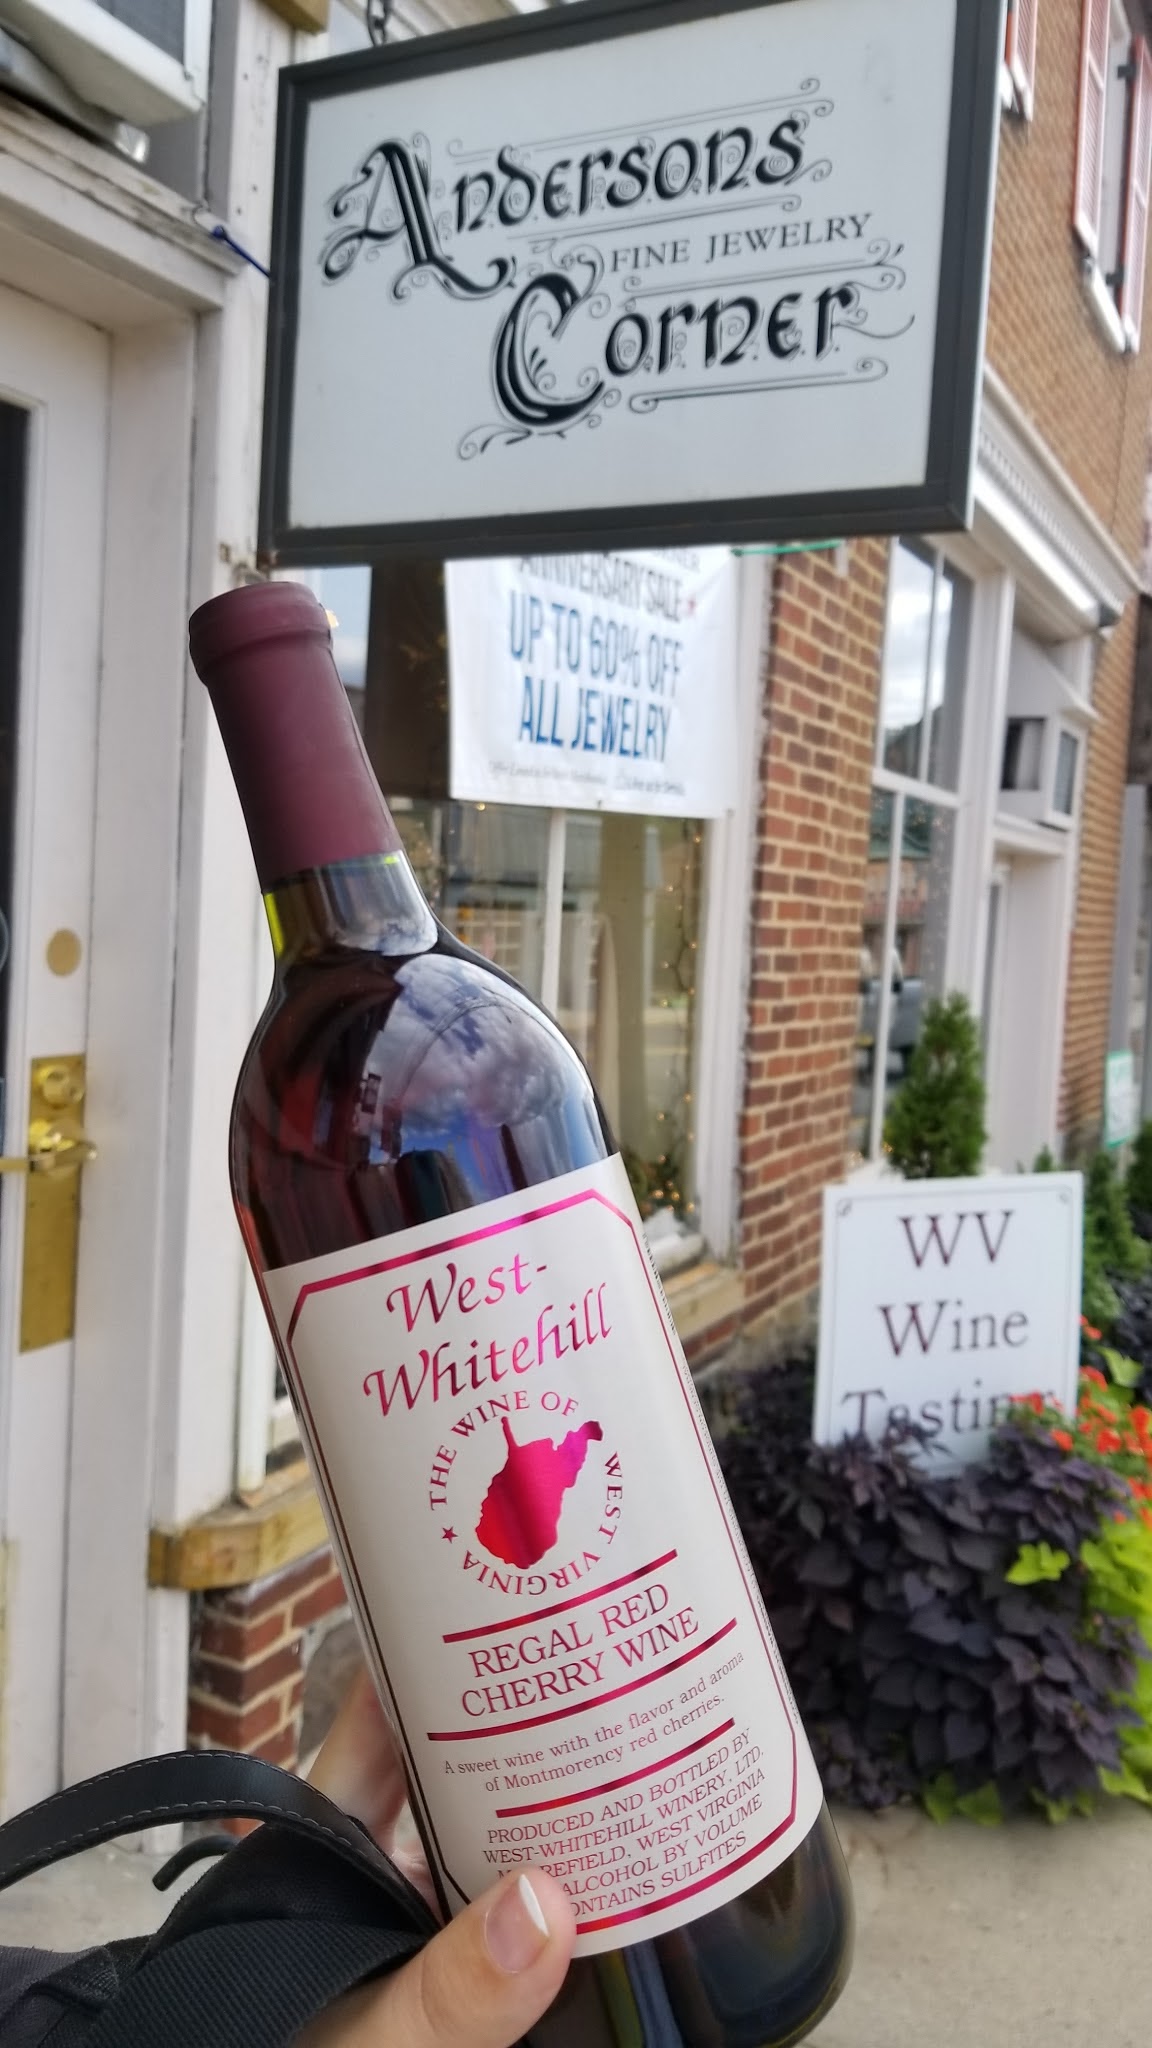 Andersons
FINE JEWELRY
Corner
ANNIVERSARY SALE
UP TO 60% OFF
ALL JEWELRY
WV
Wine
Tasting
West-
Whitehill
THE WINE OF WEST VIRGINIA ★
REGAL RED
CHERRY WINE
A sweet wine with the flavor and aroma
of Montmorency red cherries.
PRODUCED AND BOTTLED BY
WEST-WHITEHILL WINERY, LTD.
MOOREFIELD, WEST VIRGINIA
ALCOHOL BY VOLUME
CONTAINS SULFITES